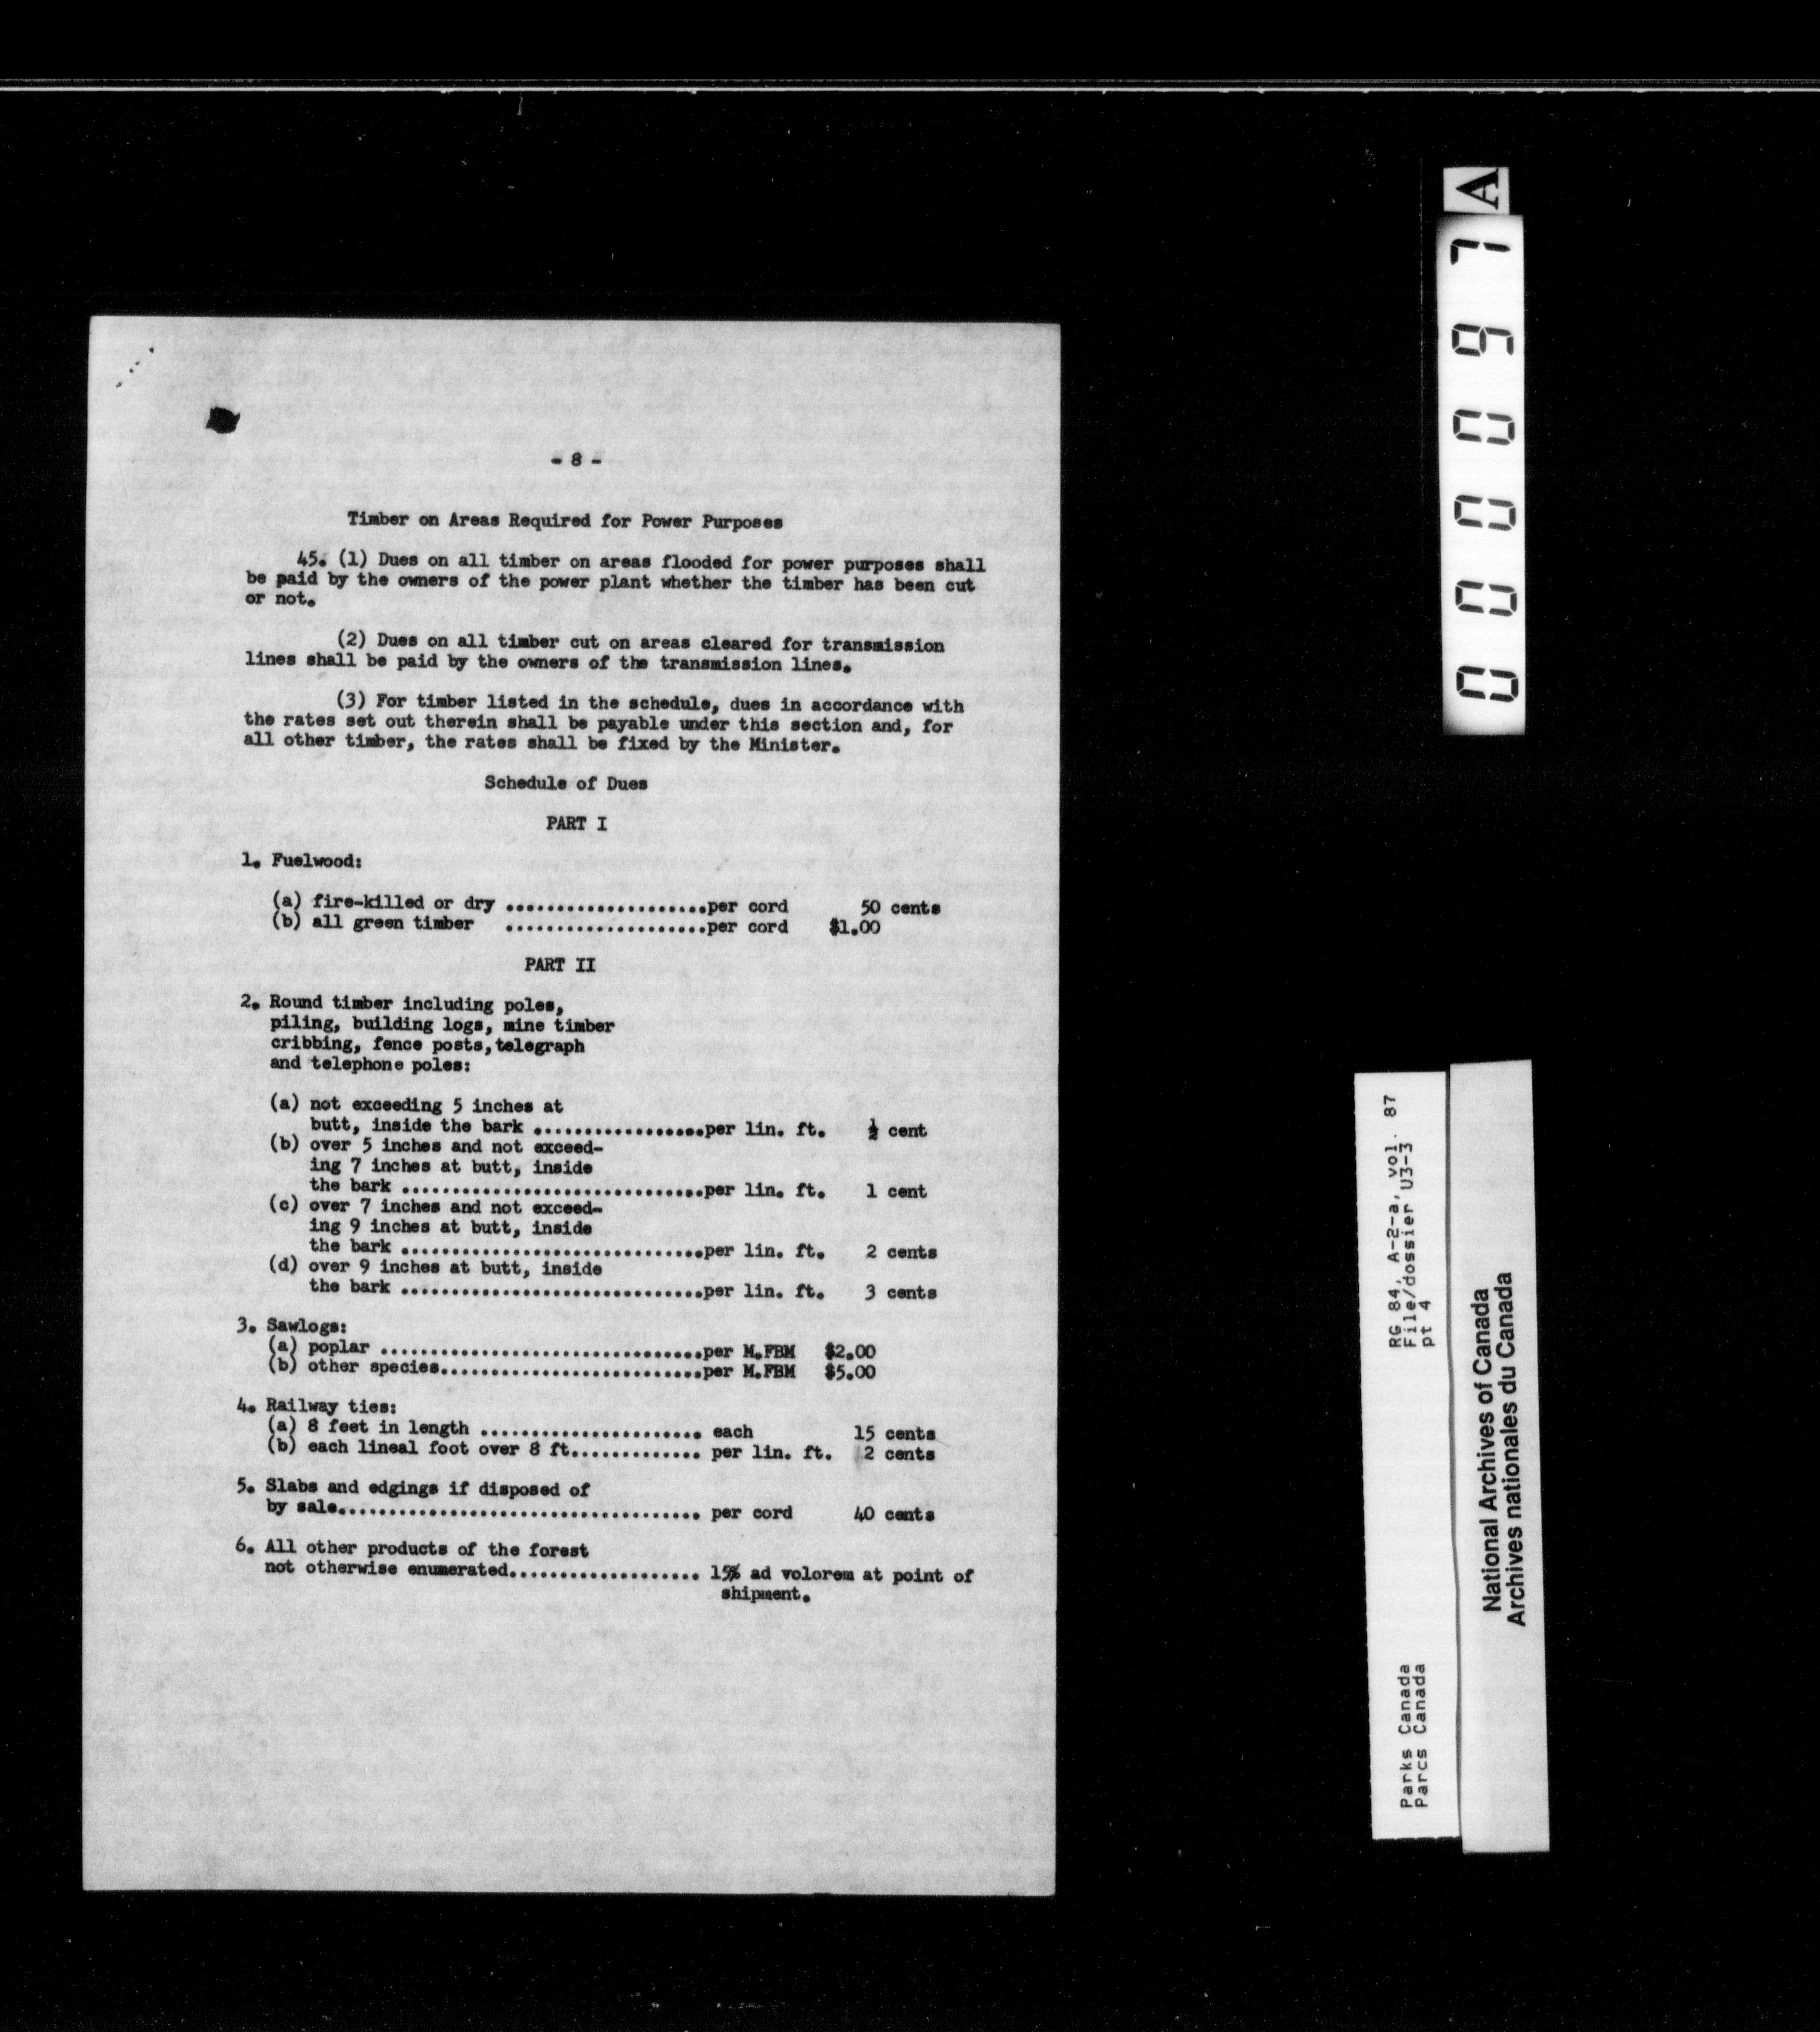 - 8 -
Timber on Areas Required for Power Purposes
45. (1) Dues on all timber on areas flooded for power purposes shall
be paid by the owners of the power plant whether the timber has been cut
or not.
(2) Dues on all timber cut on areas cleared for transmission
lines shall be paid by the owners of the transmission lines.
(3) For timber listed in the schedule, dues in accordance with
the rates set out therein shall be payable under this section and, for
all other timber, the rates shall be fixed by the Minister.
Schedule of Dues
PART I
1. Fuelwood:
(a) fire-killed or dry ....................per cord 50 cents
(b) all green timber ....................per cord $1.00
PART II
2. Round timber including poles,
piling, building logs, mine timber
cribbing, fence posts,telegraph
and telephone poles:
(a) not exceeding 5 inches at
butt, inside the bark .................per lin. ft. ½ cent
(b) over 5 inches and not exceed-
ing 7 inches at butt, inside
the bark ..............................per lin. ft. 1 cent
(c) over 7 inches and not exceed-
ing 9 inches at butt, inside
the bark ..............................per lin. ft. 2 cents
(d) over 9 inches at butt, inside
the bark ..............................per lin. ft. 3 cents
3. Sawlogs:
(a) poplar ................................per M.FBM $2.00
(b) other species..........................per M.FBM $5.00
4. Railway ties:
(a) 8 feet in length ...................... each 15 cents
(b) each lineal foot over 8 ft............. per lin. ft. 2 cents
5. Slabs and edgings if disposed of
by sale.................................... per cord 40 cents
6. All other products of the forest
not otherwise enumerated................... 15% ad volorem at point of
shipment.
000097 A
Parks Canada RG 84, A-2-a, vol. 87
Parcs Canada File/dossier U3-3
pt 4
National Archives of Canada
Archives nationales du Canada